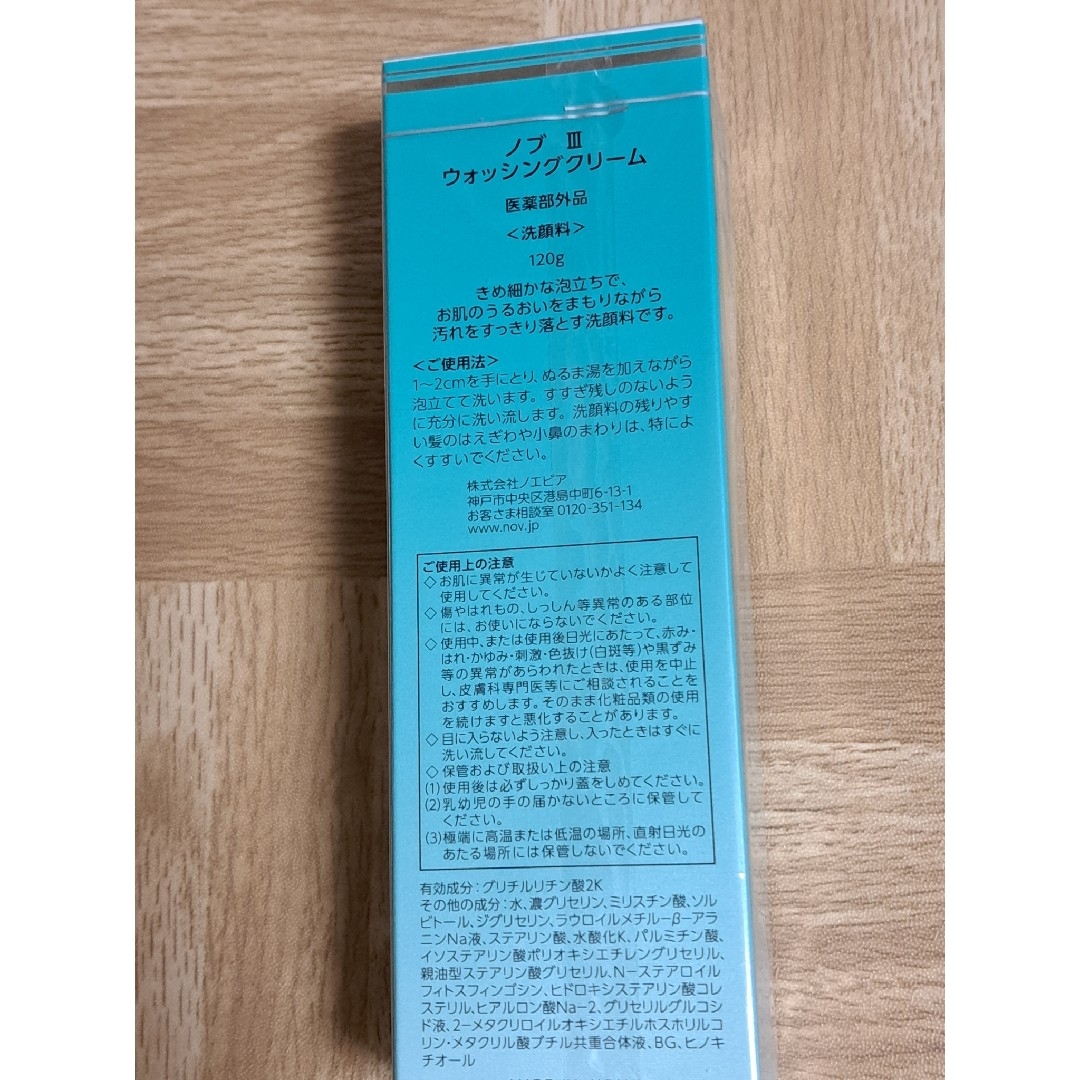 ノブ Ⅲ
ウォッシングクリーム
医薬部外品
＜洗顔料＞
120g
きめ細かな泡立ちで、
お肌のうるおいをまもりながら
汚れをすっきり落とす洗顔料です。
＜ご使用法＞
1～2cmを手にとり、ぬるま湯を加えながら
泡立てて洗います。すすぎ残しのないよう
に充分に洗い流します。洗顔料の残りやす
い髪のはえぎわや小鼻のまわりは、特によ
くすすいでください。
株式会社ノエビア
神戸市中央区港島中町6-13-1
お客さま相談室 0120-351-134
www.nov.jp
ご使用上の注意
◇お肌に異常が生じていないかよく注意して
使用してください。
◇傷やはれもの、しっしん等異常のある部位
には、お使いにならないでください。
◇使用中、または使用後日光にあたって、赤み・
はれ・かゆみ・刺激・色抜け(白斑等)や黒ずみ
等の異常があらわれたときは、使用を中止
し、皮膚科専門医等にご相談されることを
おすすめします。そのまま化粧品類の使用
を続けますと悪化することがあります。
◇目に入らないよう注意し、入ったときはすぐに
洗い流してください。
◇保管および取扱い上の注意
(1)使用後は必ずしっかり蓋をしめてください。
(2)乳幼児の手の届かないところに保管して
ください。
(3)極端に高温または低温の場所、直射日光の
あたる場所には保管しないでください。
有効成分：グリチルリチン酸2K
その他の成分：水、濃グリセリン、ミリスチン酸、ソル
ビトール、ジグリセリン、ラウロイルメチル－β－アラ
ニンNa液、ステアリン酸、水酸化K、パルミチン酸、
イソステアリン酸ポリオキシエチレングリセリル、
親油型ステアリン酸グリセリル、N－ステアロイル
フィトスフィンゴシン、ヒドロキシステアリン酸コレ
ステリル、ヒアルロン酸Na－2、グリセリルグルコシ
ド液、2－メタクリロイルオキシエチルホスホリルコ
リン・メタクリル酸ブチル共重合体液、BG、ヒノキ
チオール